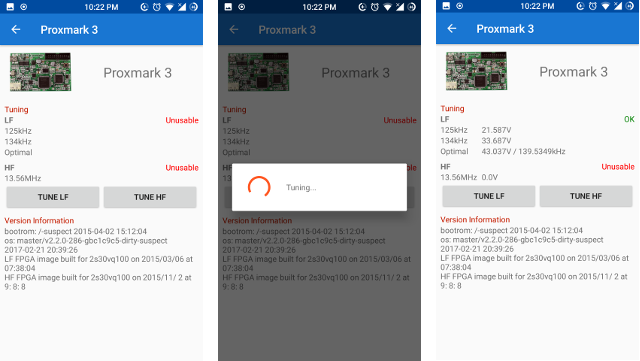 10:22 PM
Proxmark 3
Proxmark 3
Tuning
LF Unusable
125kHz
134kHz
Optimal
HF Unusable
13.56MHz
TUNE LF TUNE HF
Version Information
bootrom: /-suspect 2015-04-02 15:12:04
os: master/v2.2.0-286-gbc1c9c5-dirty-suspect
2017-02-21 20:39:26
LF FPGA image built for 2s30vq100 on 2015/03/06 at
07:38:04
HF FPGA image built for 2s30vq100 on 2015/11/ 2 at
9: 8: 8
10:22 PM
Proxmark 3
Proxmark 3
Tuning
LF Unusable
125kHz
134kHz
Tuning...
Version Information
bootrom: /-suspect 2015-04-02 15:12:04
os: master/v2.2.0-286-gbc1c9c5-dirty-suspect
2017-02-21 20:39:26
LF FPGA image built for 2s30vq100 on 2015/03/06 at
07:38:04
HF FPGA image built for 2s30vq100 on 2015/11/ 2 at
9: 8: 8
10:22 PM
Proxmark 3
Proxmark 3
Tuning
LF OK
125kHz 21.587V
134kHz 33.687V
Optimal 43.037V / 139.5349kHz
HF Unusable
13.56MHz 0.0V
TUNE LF TUNE HF
Version Information
bootrom: /-suspect 2015-04-02 15:12:04
os: master/v2.2.0-286-gbc1c9c5-dirty-suspect
2017-02-21 20:39:26
LF FPGA image built for 2s30vq100 on 2015/03/06 at
07:38:04
HF FPGA image built for 2s30vq100 on 2015/11/ 2 at
9: 8: 8